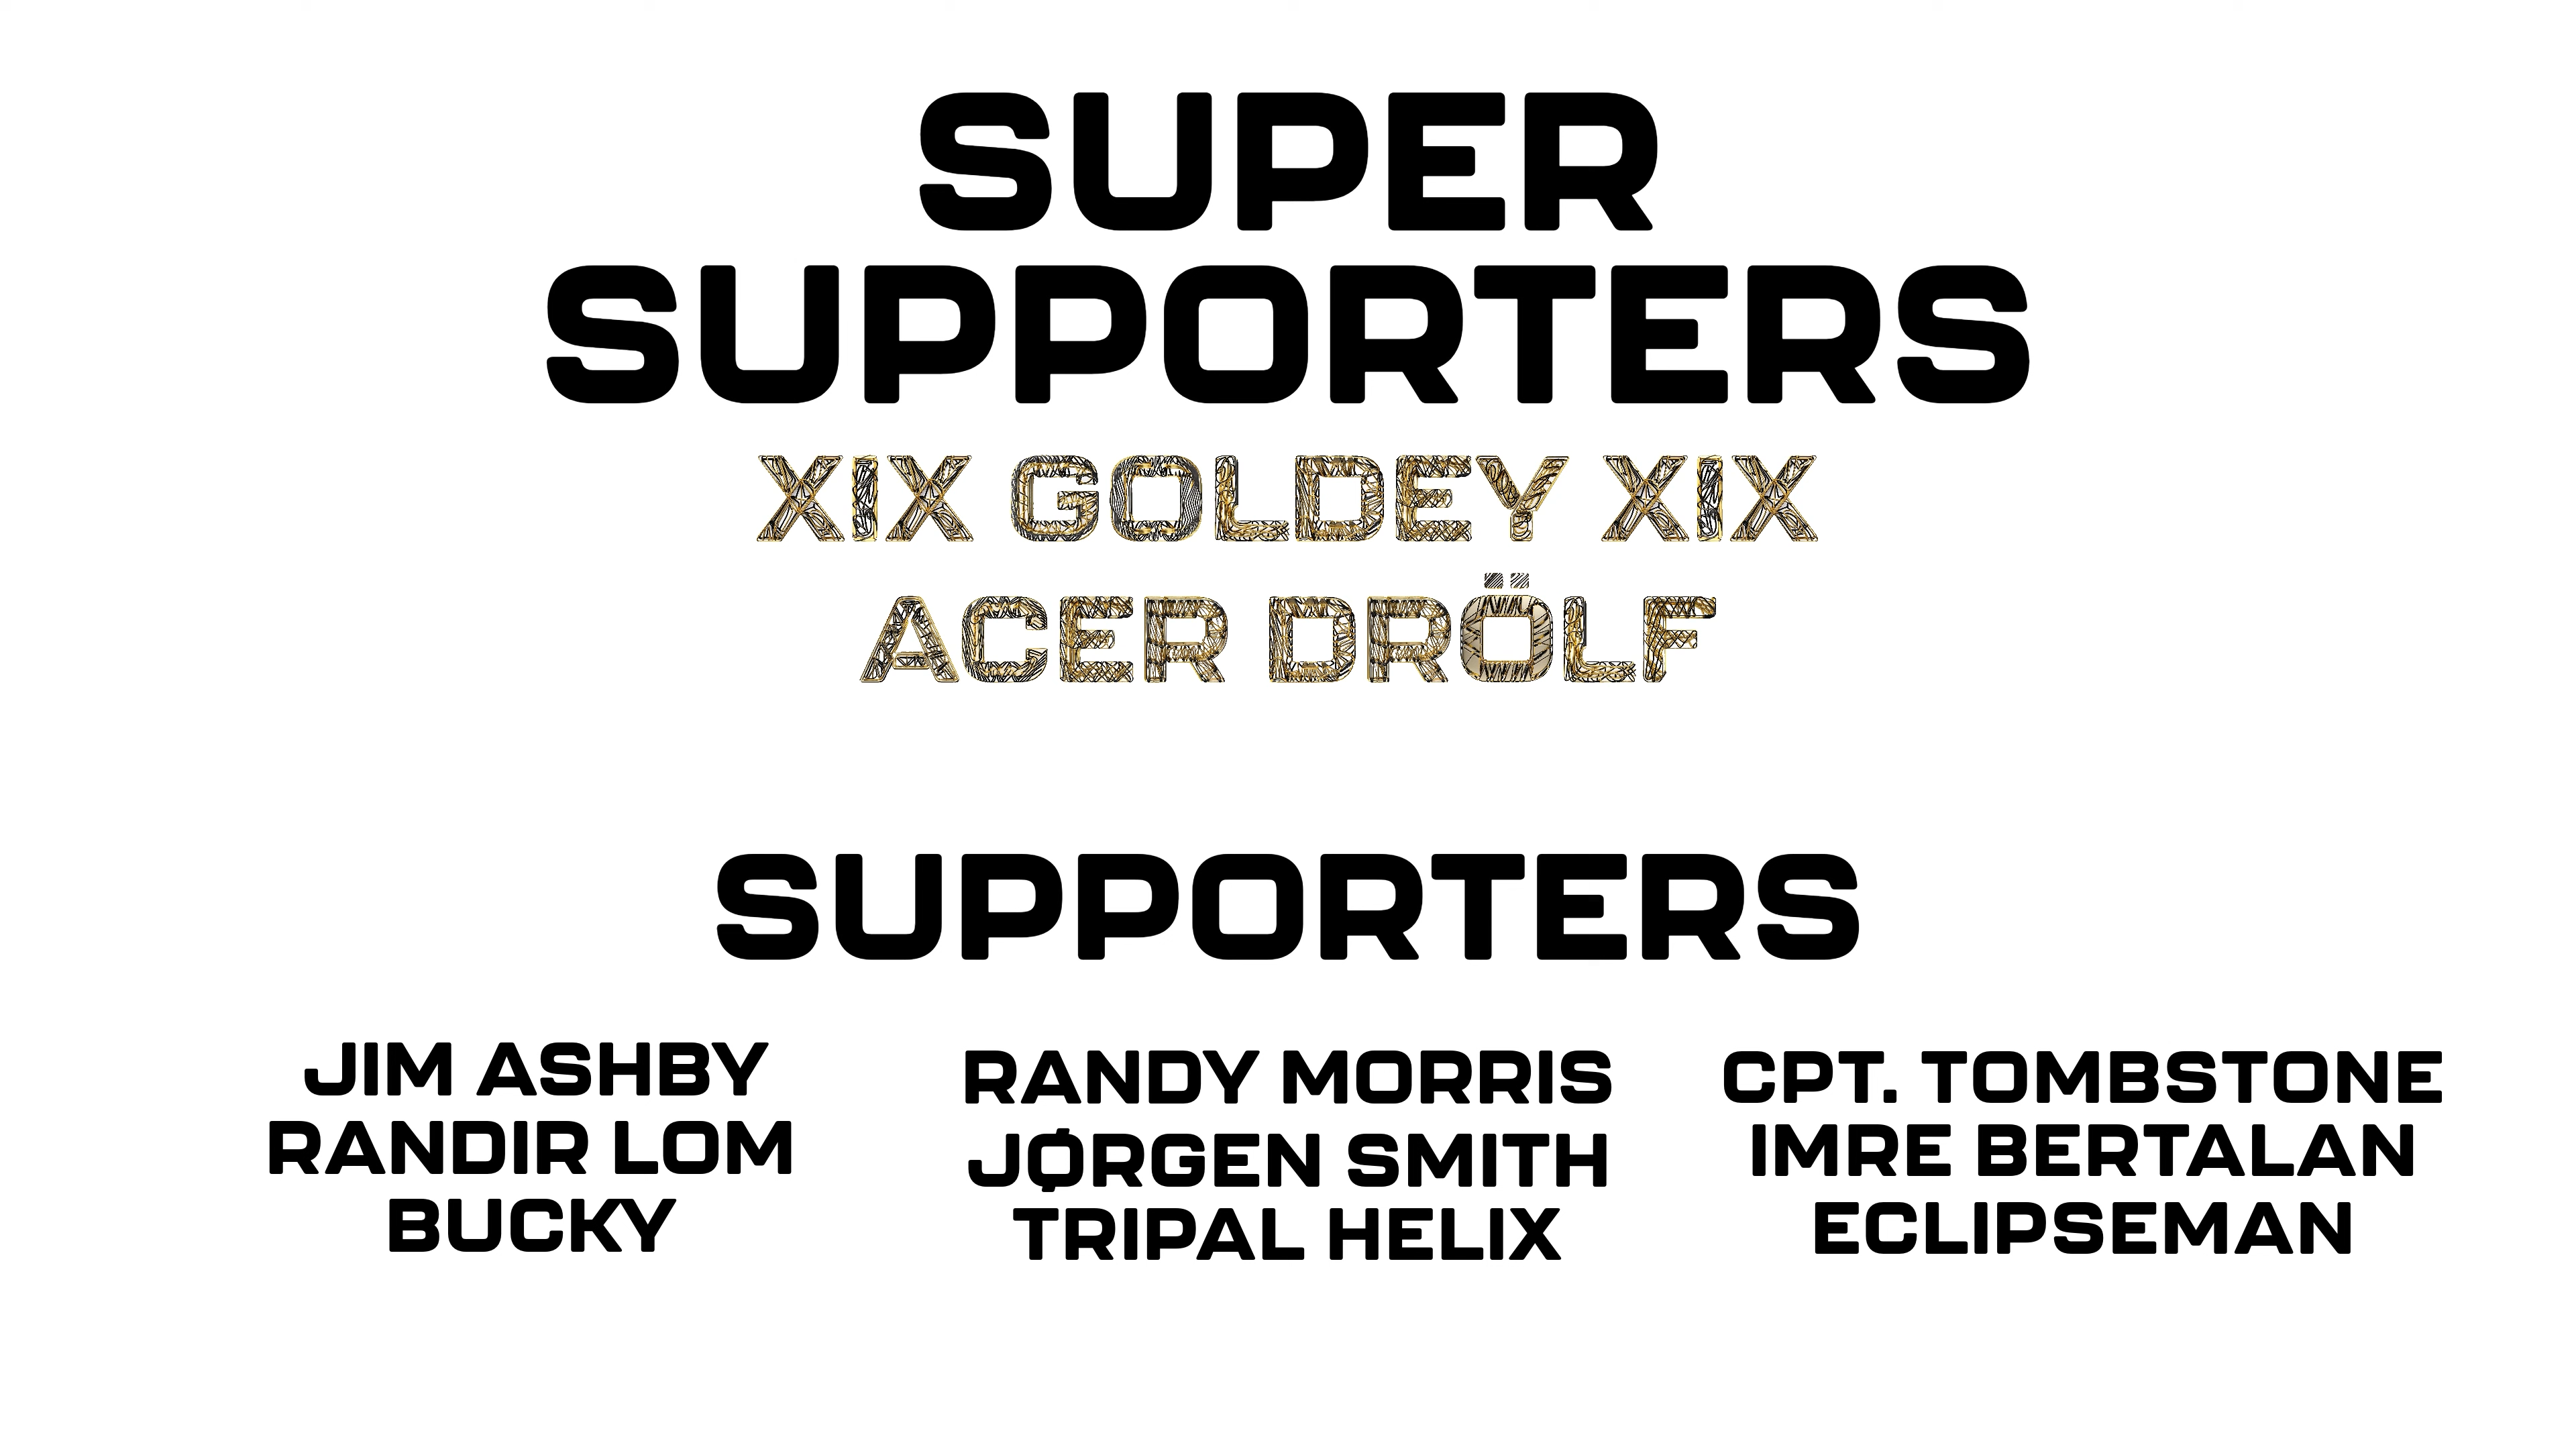 SUPER
SUPPORTERS
XIX GOLDEY XIX
ACER DRÖLF
SUPPORTERS
JIM ASHBY
RANDIR LOM
BUCKY
RANDY MORRIS
JØRGEN SMITH
TRIPAL HELIX
CPT. TOMBSTONE
IMRE BERTALAN
ECLIPSEMAN